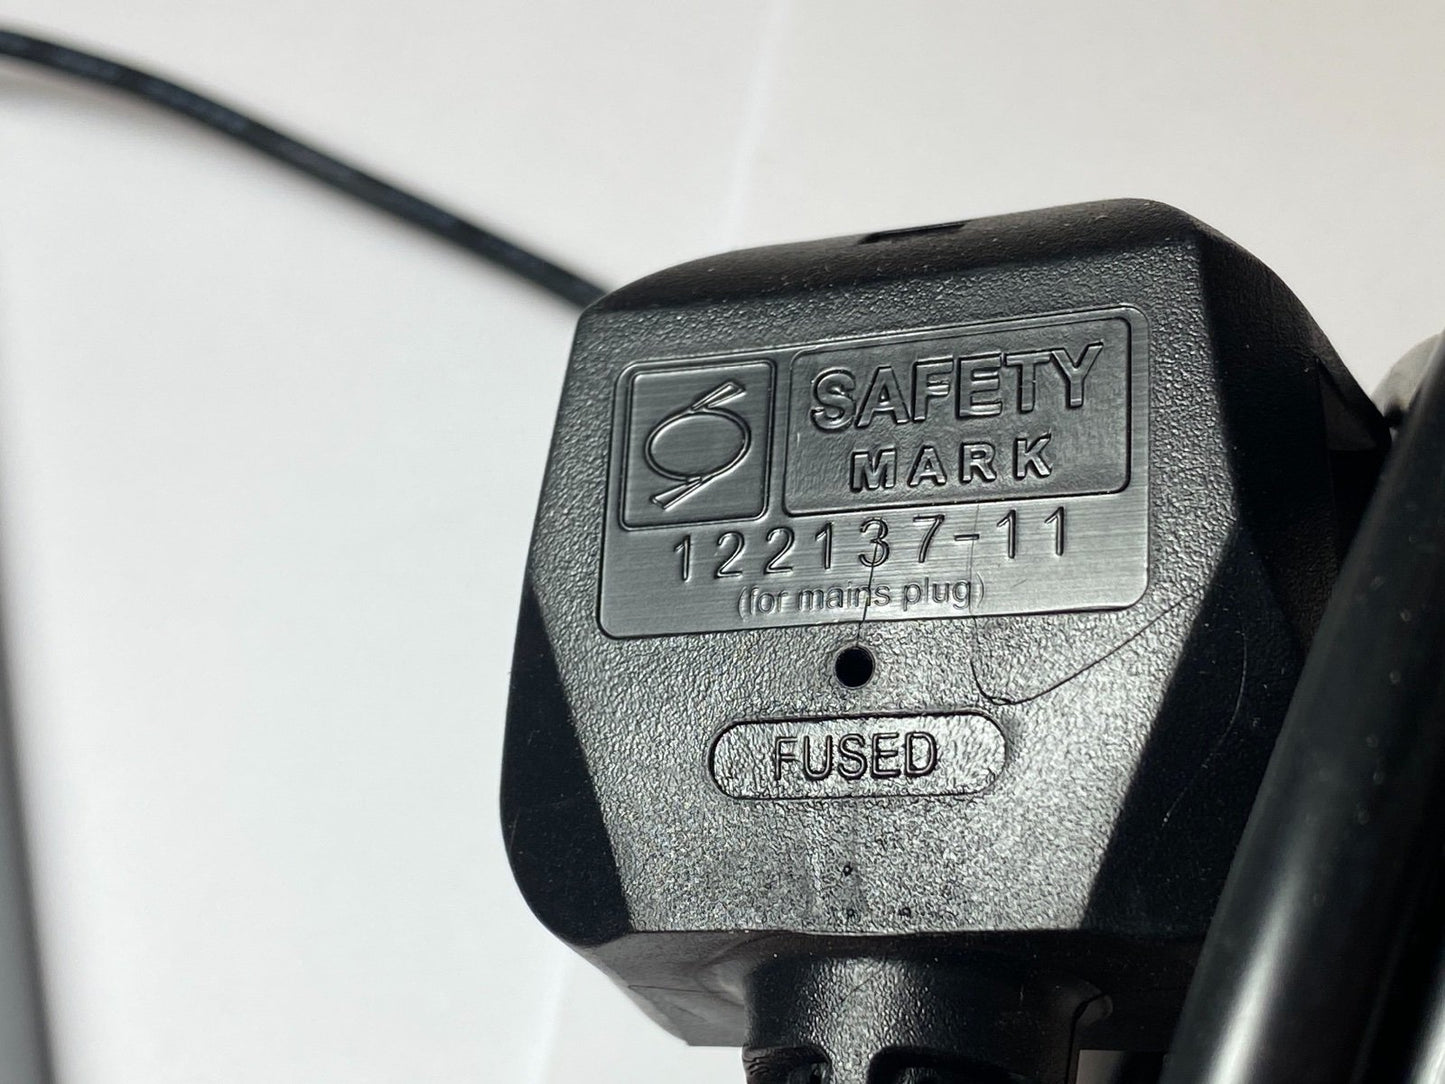 SAFETY
MARK
122137-11
(for mains plug)
FUSED